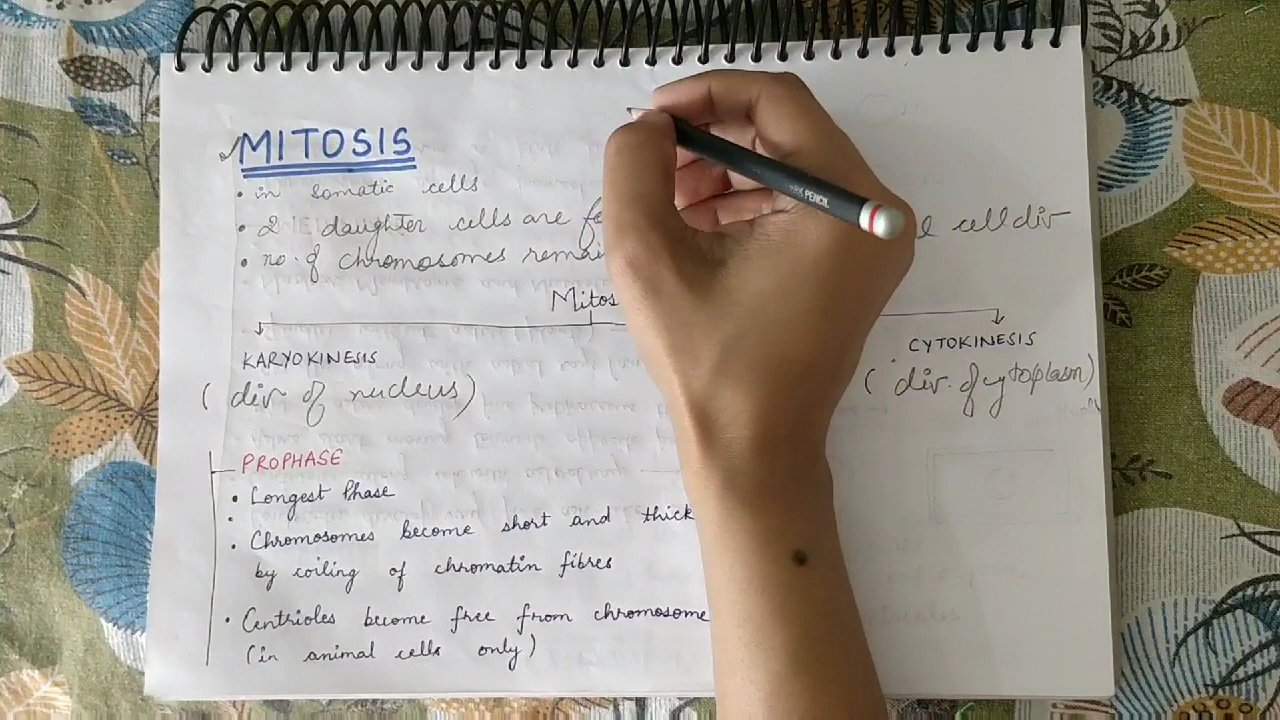 MITOSIS
• in somatic cells
• 2 daughter cells are cell div
• no. of chromosomes
KARYOKINESIS
CYTOKINESIS
( div of nucleus)
( div. of cytoplasm)
PROPHASE
• Longest Phase
• Chromosomes become short and thick
by coiling of chromatin fibres
• Centrioles become free from chromosome
(in animal cells only)
PENCIL